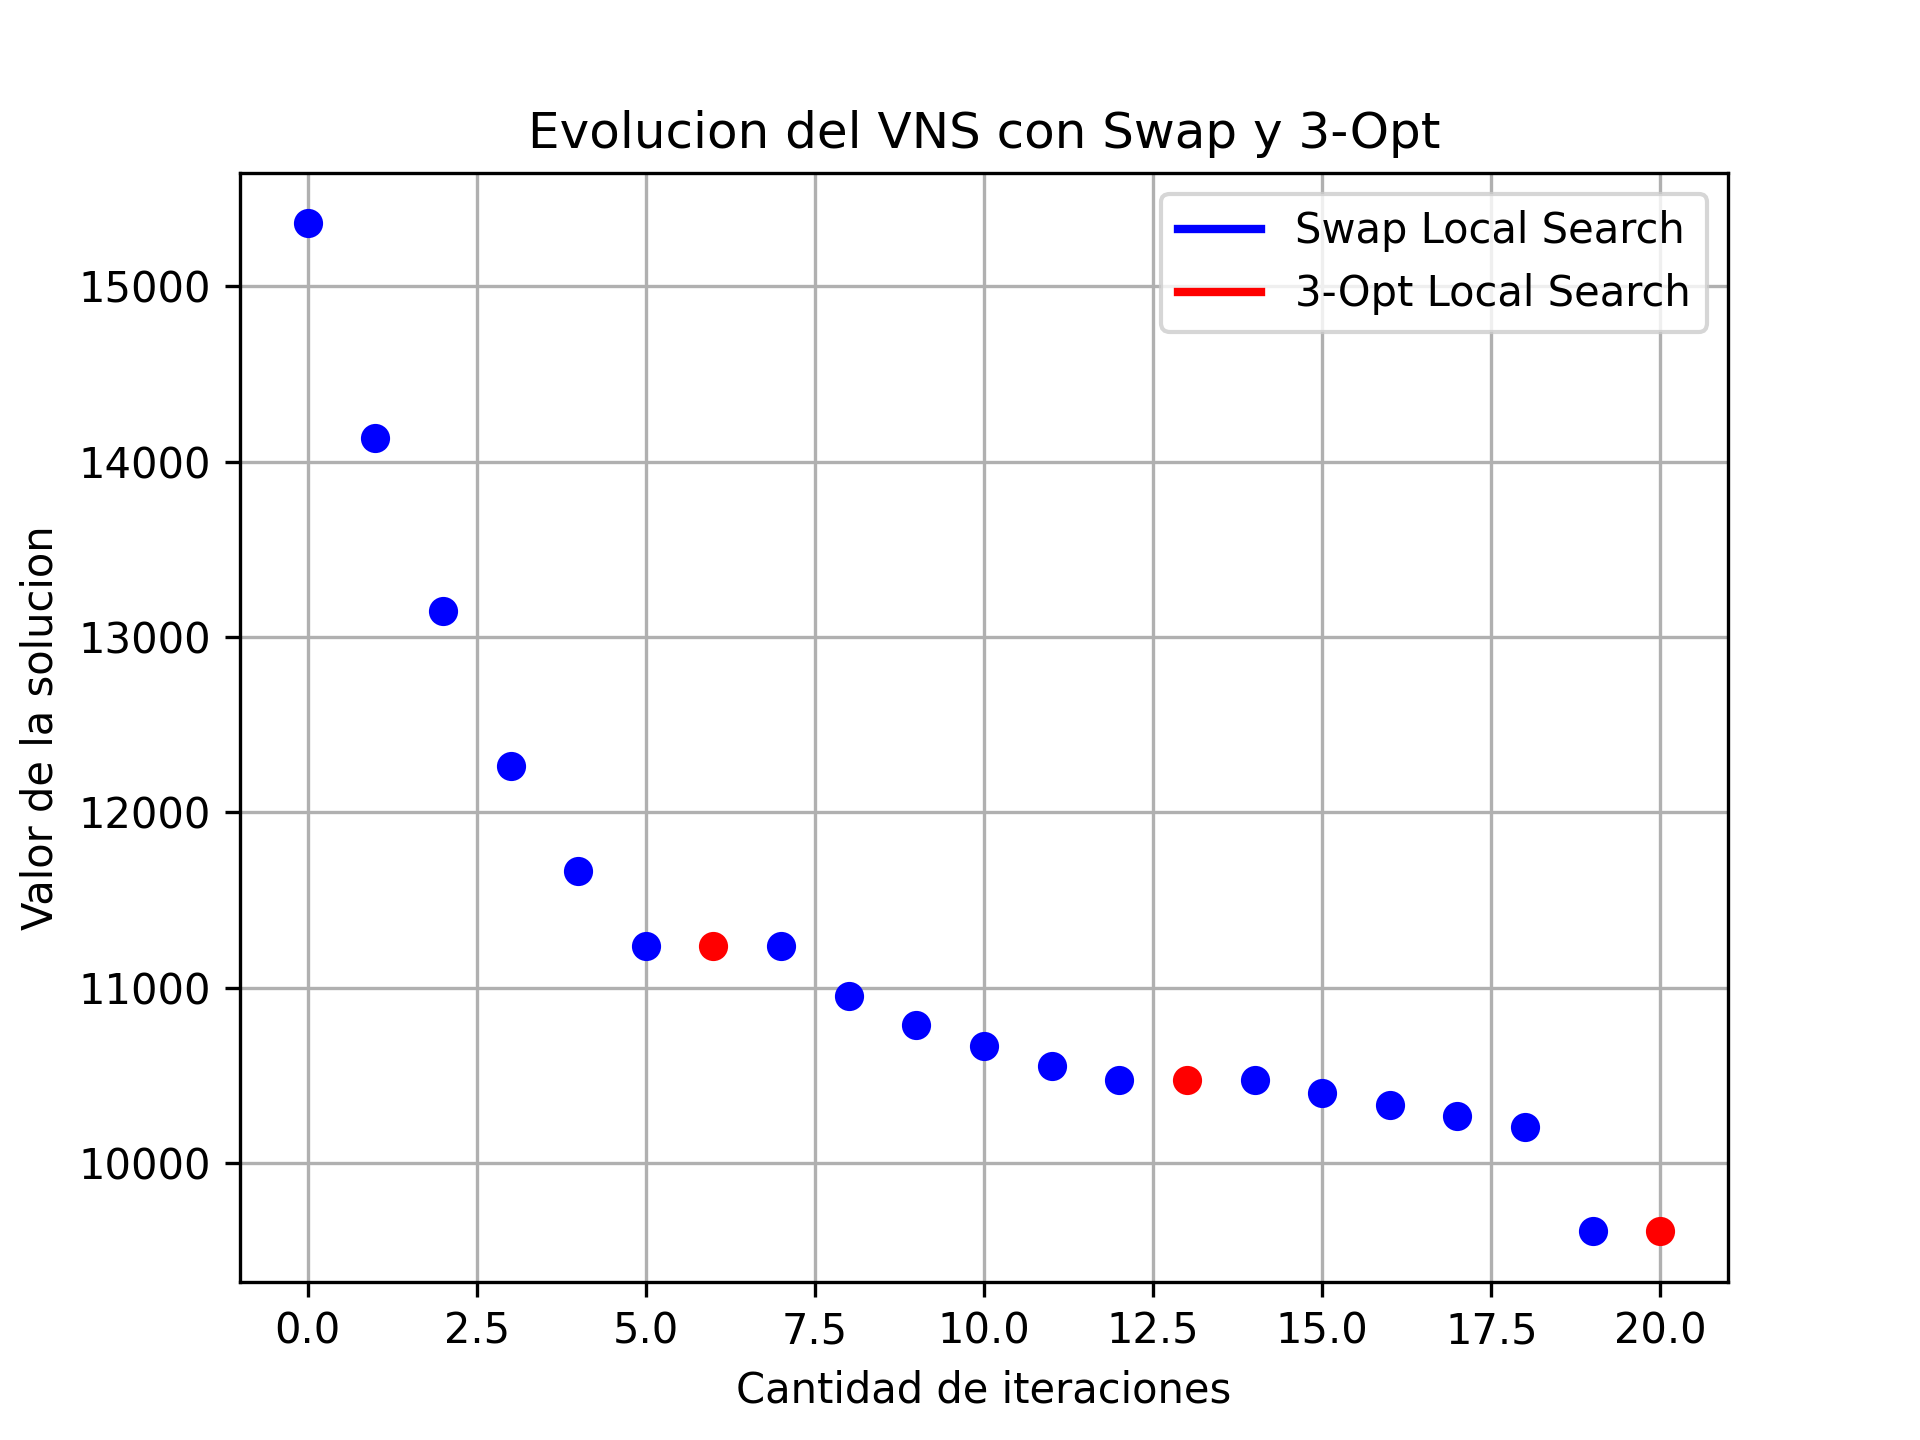 Evolucion del VNS con Swap y 3-Opt
Swap Local Search
3-Opt Local Search
Valor de la solucion
15000
14000
13000
12000
11000
10000
0.0 2.5 5.0 7.5 10.0 12.5 15.0 17.5 20.0
Cantidad de iteraciones